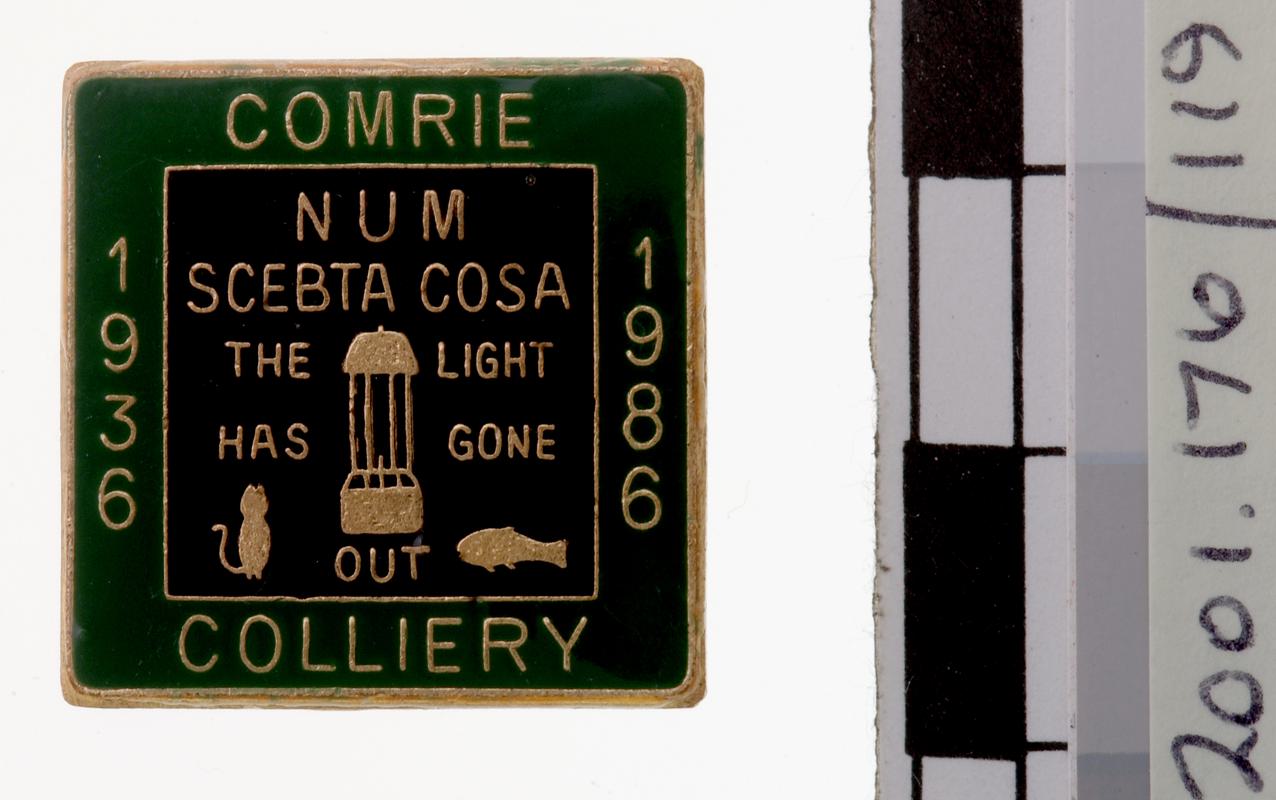 COMRIE
NUM
SCEBTA COSA
THE LIGHT
HAS GONE
OUT
COLLIERY
1936
1986
2001.176/119